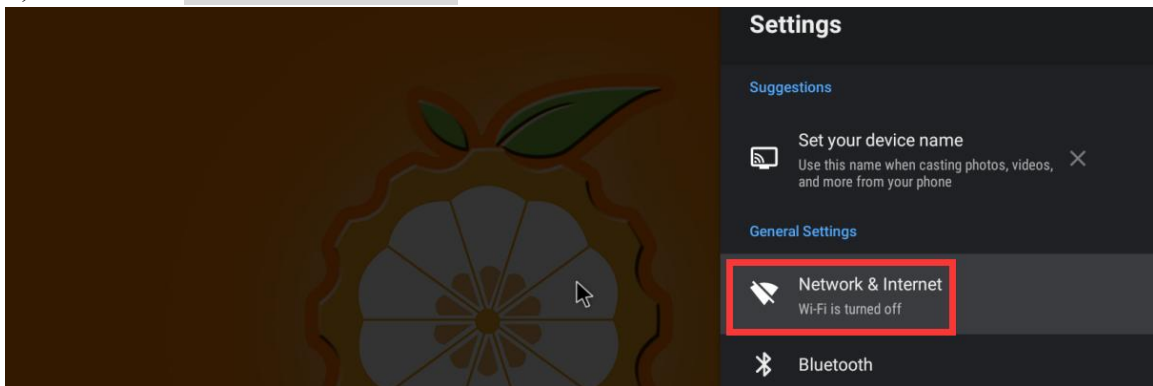 Settings
Suggestions
Set your device name
Use this name when casting photos, videos,
and more from your phone
General Settings
Network & Internet
Wi-Fi is turned off
Bluetooth